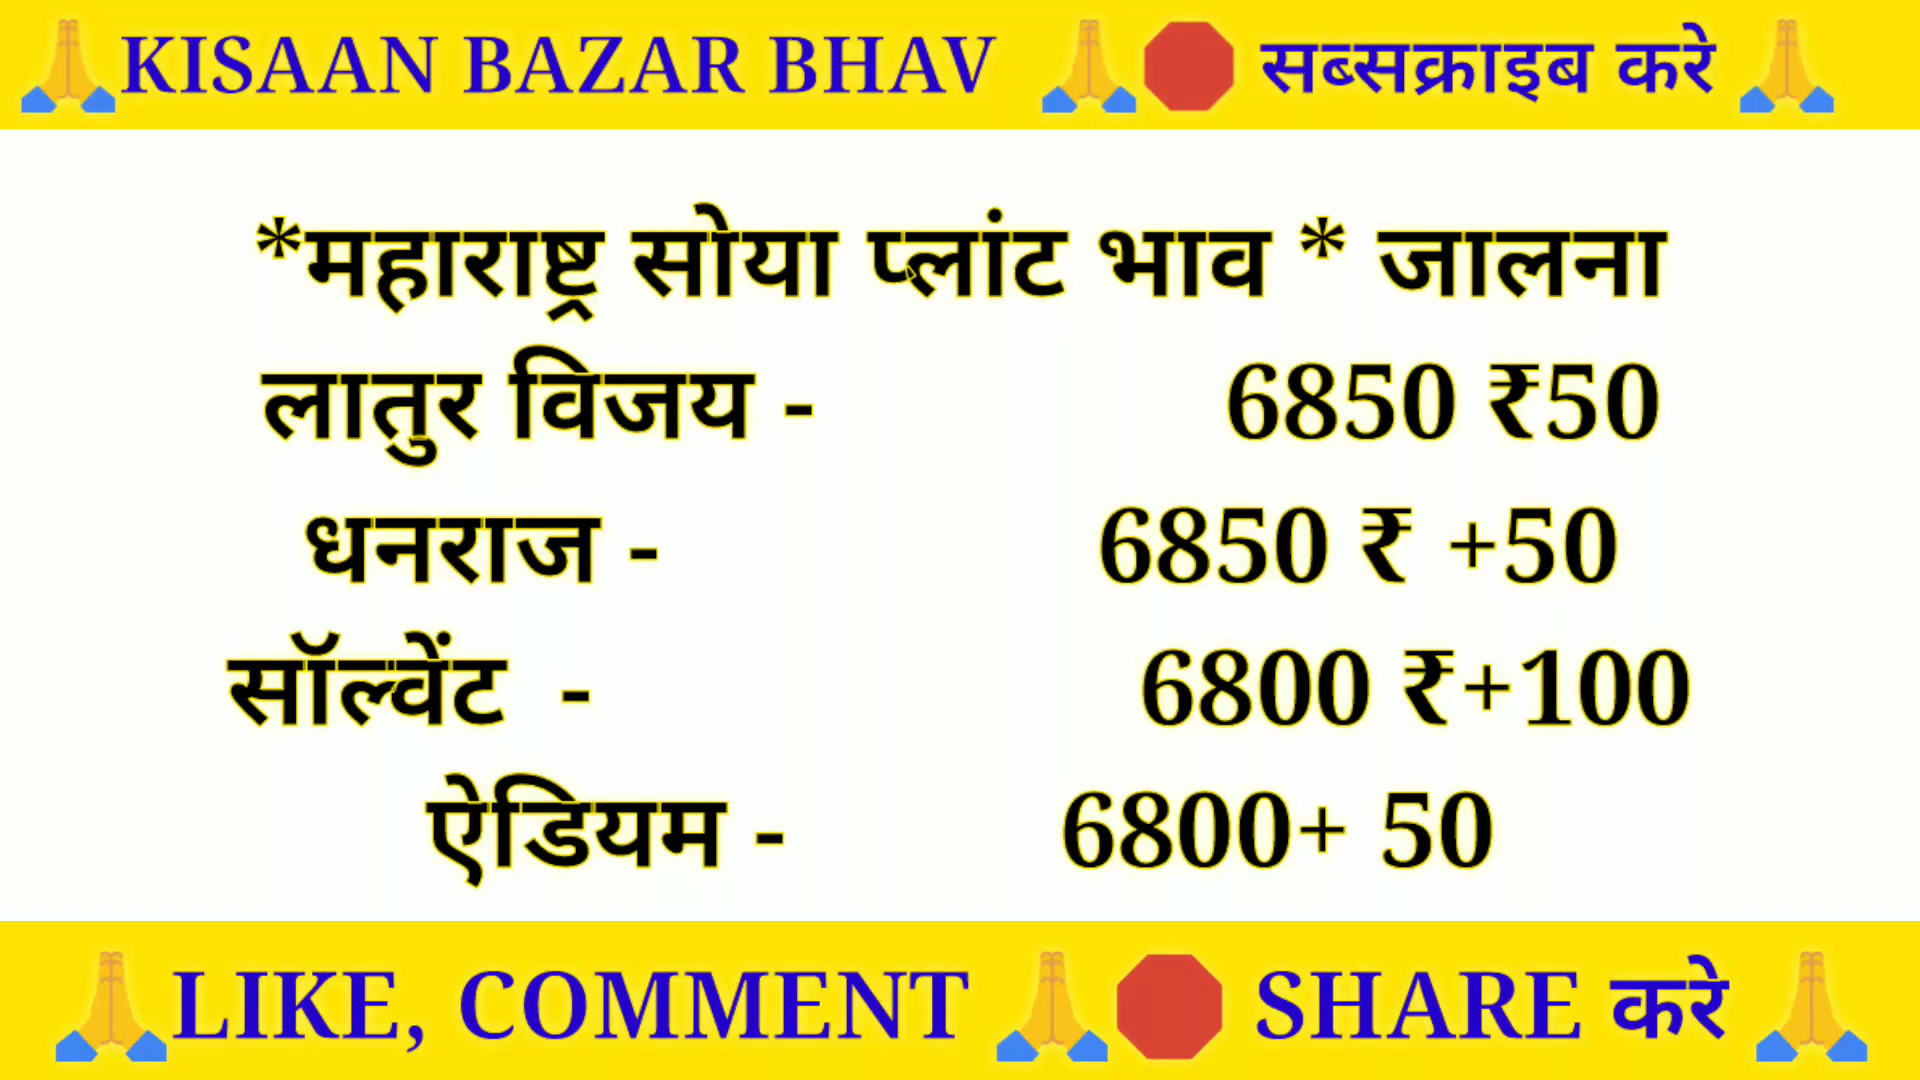 🙏KISAAN BAZAR BHAV 🙏🛑 सब्सक्राइब करे 🙏
*महाराष्ट्र सोया प्लांट भाव * जालना
लातुर विजय - 6850 ₹50
धनराज - 6850 ₹ +50
सॉल्वेंट - 6800 ₹+100
ऐडियम - 6800+ 50
🙏LIKE, COMMENT 🙏🛑 SHARE करे 🙏